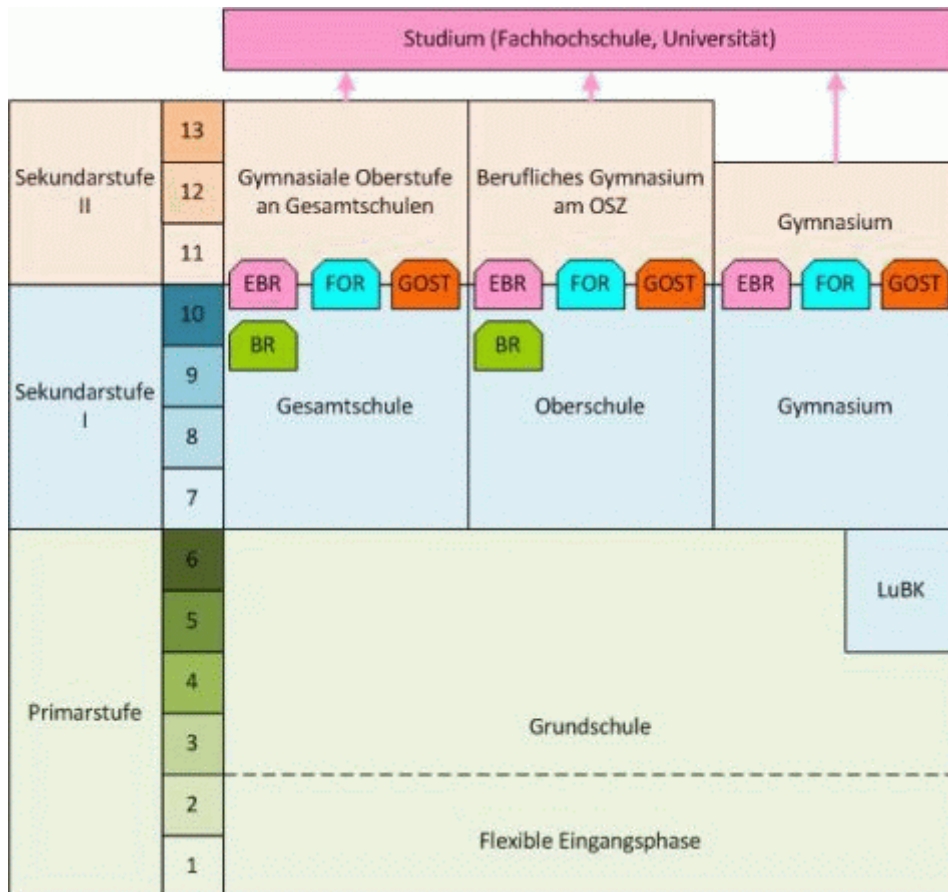 Studium (Fachhochschule, Universität)
Sekundarstufe
II
13
12
11
Gymnasiale Oberstufe
an Gesamtschulen
Berufliches Gymnasium
am OSZ
Gymnasium
EBR
FOR
GOST
EBR
FOR
GOST
EBR
FOR
GOST
BR
BR
Sekundarstufe
I
10
9
8
7
Gesamtschule
Oberschule
Gymnasium
Primarstufe
6
5
4
3
2
1
LuBK
Grundschule
Flexible Eingangsphase